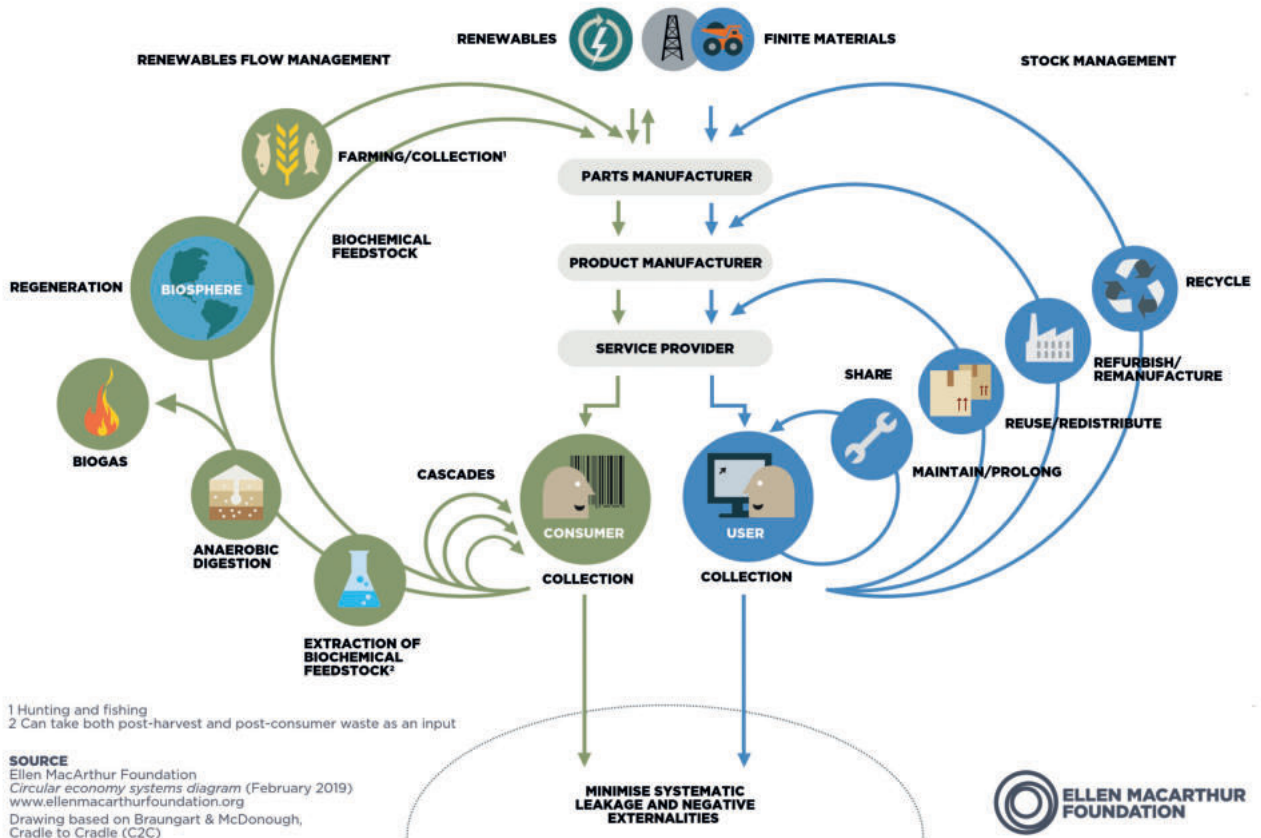 RENEWABLES
FINITE MATERIALS
RENEWABLES FLOW MANAGEMENT
STOCK MANAGEMENT
FARMING/COLLECTION¹
PARTS MANUFACTURER
BIOCHEMICAL
FEEDSTOCK
PRODUCT MANUFACTURER
REGENERATION
BIOSPHERE
RECYCLE
SERVICE PROVIDER
REFURBISH/
REMANUFACTURE
SHARE
REUSE/REDISTRIBUTE
BIOGAS
CASCADES
MAINTAIN/PROLONG
CONSUMER
USER
ANAEROBIC
DIGESTION
COLLECTION
COLLECTION
EXTRACTION OF
BIOCHEMICAL
FEEDSTOCK²
1 Hunting and fishing
2 Can take both post-harvest and post-consumer waste as an input
SOURCE
Ellen MacArthur Foundation
Circular economy systems diagram (February 2019)
www.ellenmacarthurfoundation.org
Drawing based on Braungart & McDonough,
Cradle to Cradle (C2C)
MINIMISE SYSTEMATIC
LEAKAGE AND NEGATIVE
EXTERNALITIES
ELLEN MACARTHUR
FOUNDATION